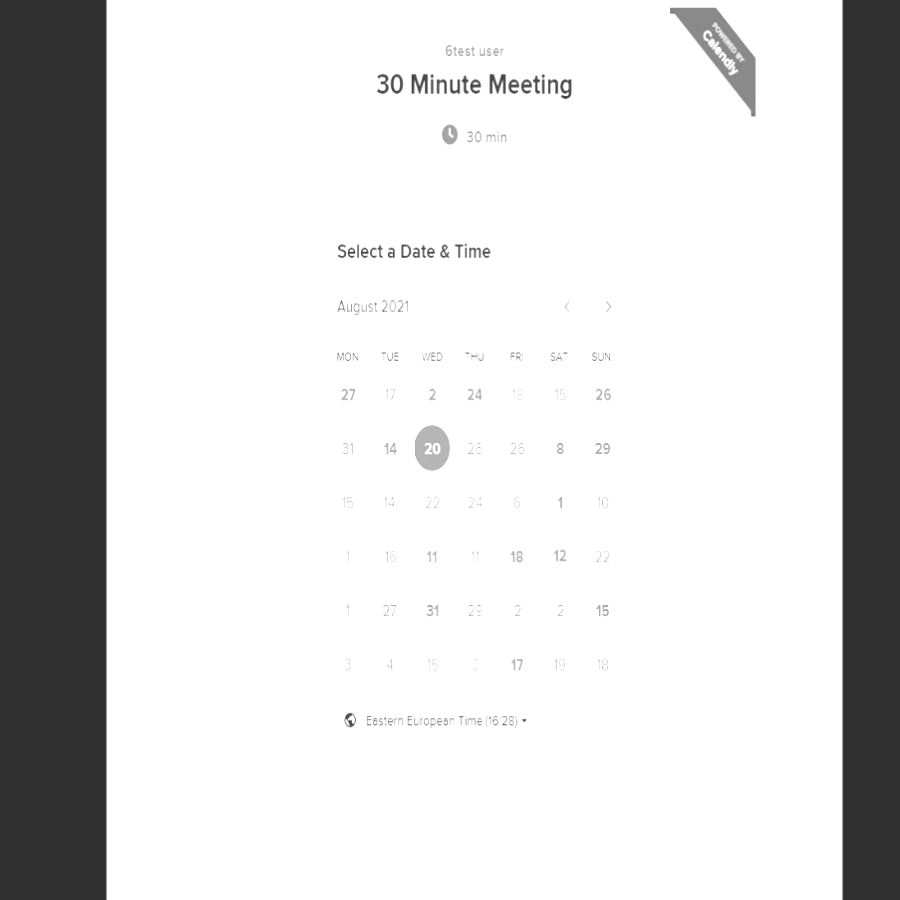 POWERED BY
Calendly
6test user
30 Minute Meeting
30 min
Select a Date & Time
August 2021
MON TUE WED THU FRI SAT SUN
27 17 2 24 18 15 26
31 14 20 26 8 29
15 14 22 24 6 1 10
1 16 11 11 18 12 22
1 27 31 29 2 2 15
3 4 15 3 17 19 18
Eastern European Time (16:28)